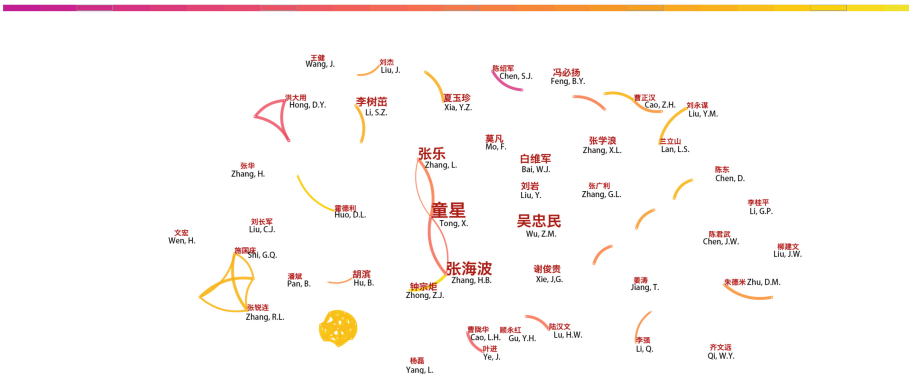 王健
Wang, J.
刘杰
Liu, J.
陈绍军
Chen, S.J.
冯必扬
Feng, B.Y.
洪大用
Hong, D.Y.
李树茁
Li, S.Z.
夏玉珍
Xia, Y.Z.
曹正汉
Cao, Z.H.
刘永谋
Liu, Y.M.
莫凡
Mo, F.
张学浪
Zhang, X.L.
兰立山
Lan, L.S.
张乐
Zhang, L.
白维军
Bai, W.J.
张华
Zhang, H.
陈东
Chen, D.
刘岩
Liu, Y.
张广利
Zhang, G.L.
霍德利
Huo, D.L.
童星
Tong, X.
李桂平
Li, G.P.
刘长军
Liu, C.J.
吴忠民
Wu, Z.M.
文宏
Wen, H.
陈君武
Chen, J.W.
施国庆
Shi, G.Q.
柳建文
Liu, J.W.
潘斌
Pan, B.
胡滨
Hu, B.
张海波
Zhang, H.B.
谢俊贵
Xie, J,G.
钟宗炬
Zhong, Z.J.
姜涛
Jiang, T.
朱德米 Zhu, D.M.
张锐连
Zhang, R.L.
曹陇华
Cao, L.H.
顾永红
Gu, Y.H.
陆汉文
Lu, H.W.
叶进
Ye, J.
李强
Li, Q.
齐文远
Qi, W.Y.
杨磊
Yang, L.